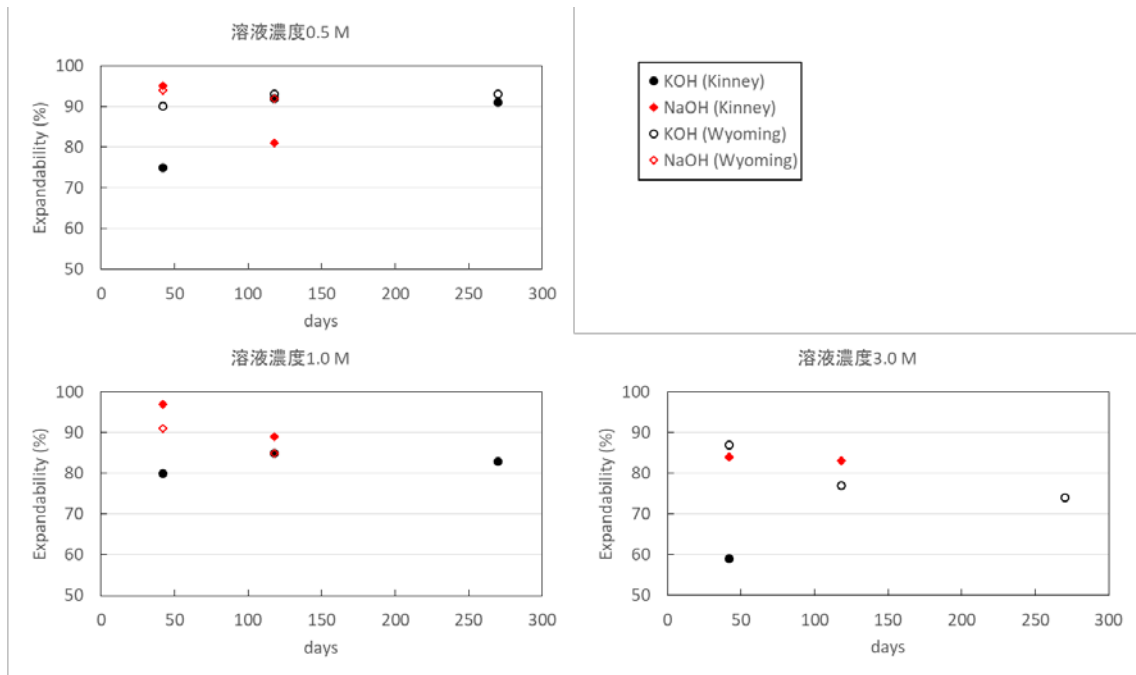 溶液濃度0.5 M
Expandability (%)
100
90
80
70
60
50
0 50 100 150 200 250 300
days
KOH (Kinney)
NaOH (Kinney)
KOH (Wyoming)
NaOH (Wyoming)
溶液濃度1.0 M
Expandability (%)
100
90
80
70
60
50
0 50 100 150 200 250 300
days
溶液濃度3.0 M
Expandability (%)
100
90
80
70
60
50
0 50 100 150 200 250 300
days